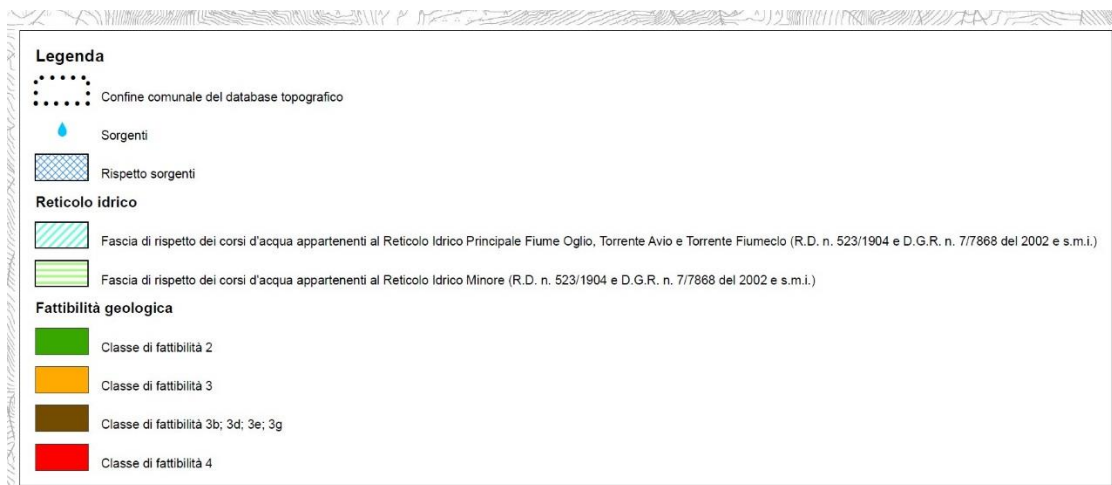 Legenda
Confine comunale del database topografico
Sorgenti
Rispetto sorgenti
Reticolo idrico
Fascia di rispetto dei corsi d'acqua appartenenti al Reticolo Idrico Principale Fiume Oglio, Torrente Avio e Torrente Fiumeclo (R.D. n. 523/1904 e D.G.R. n. 7/7868 del 2002 e s.m.i.)
Fascia di rispetto dei corsi d'acqua appartenenti al Reticolo Idrico Minore (R.D. n. 523/1904 e D.G.R. n. 7/7868 del 2002 e s.m.i.)
Fattibilità geologica
Classe di fattibilità 2
Classe di fattibilità 3
Classe di fattibilità 3b; 3d; 3e; 3g
Classe di fattibilità 4